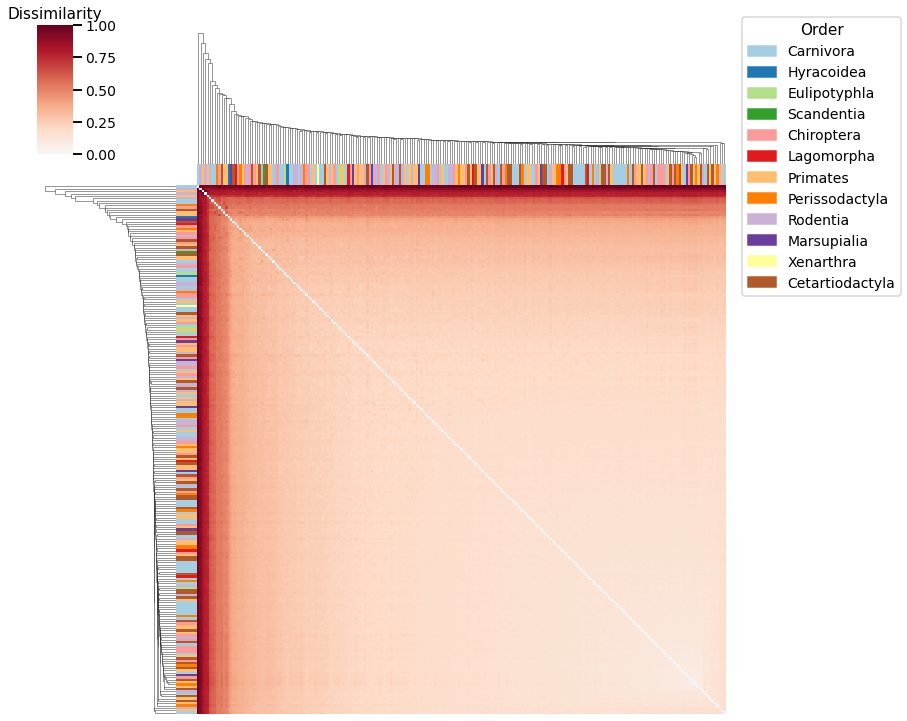 Dissimilarity
1.00
0.75
0.50
0.25
0.00
Order
Carnivora
Hyracoidea
Eulipotyphla
Scandentia
Chiroptera
Lagomorpha
Primates
Perissodactyla
Rodentia
Marsupialia
Xenarthra
Cetartiodactyla